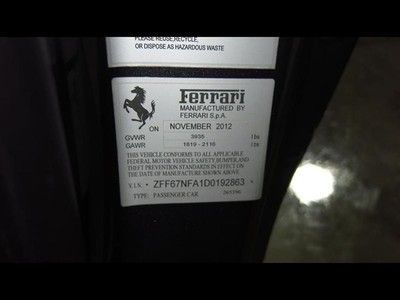 PLEASE RECYCLE/REUSE,
OR DISPOSE AS HAZARDOUS WASTE
Ferrari
MANUFACTURED BY
FERRARI S.p.A.
ON NOVEMBER 2012
GVWR 3935 lbs
GAWR 1819 - 2116 lbs
THIS VEHICLE CONFORMS TO ALL APPLICABLE
FEDERAL MOTOR VEHICLE SAFETY, BUMPER, AND
THEFT PREVENTION STANDARDS IN EFFECT ON THE
DATE OF MANUFACTURE SHOWN ABOVE.
V.I.N. * ZFF67NFA1D0192863 *
TYPE: PASSENGER CAR